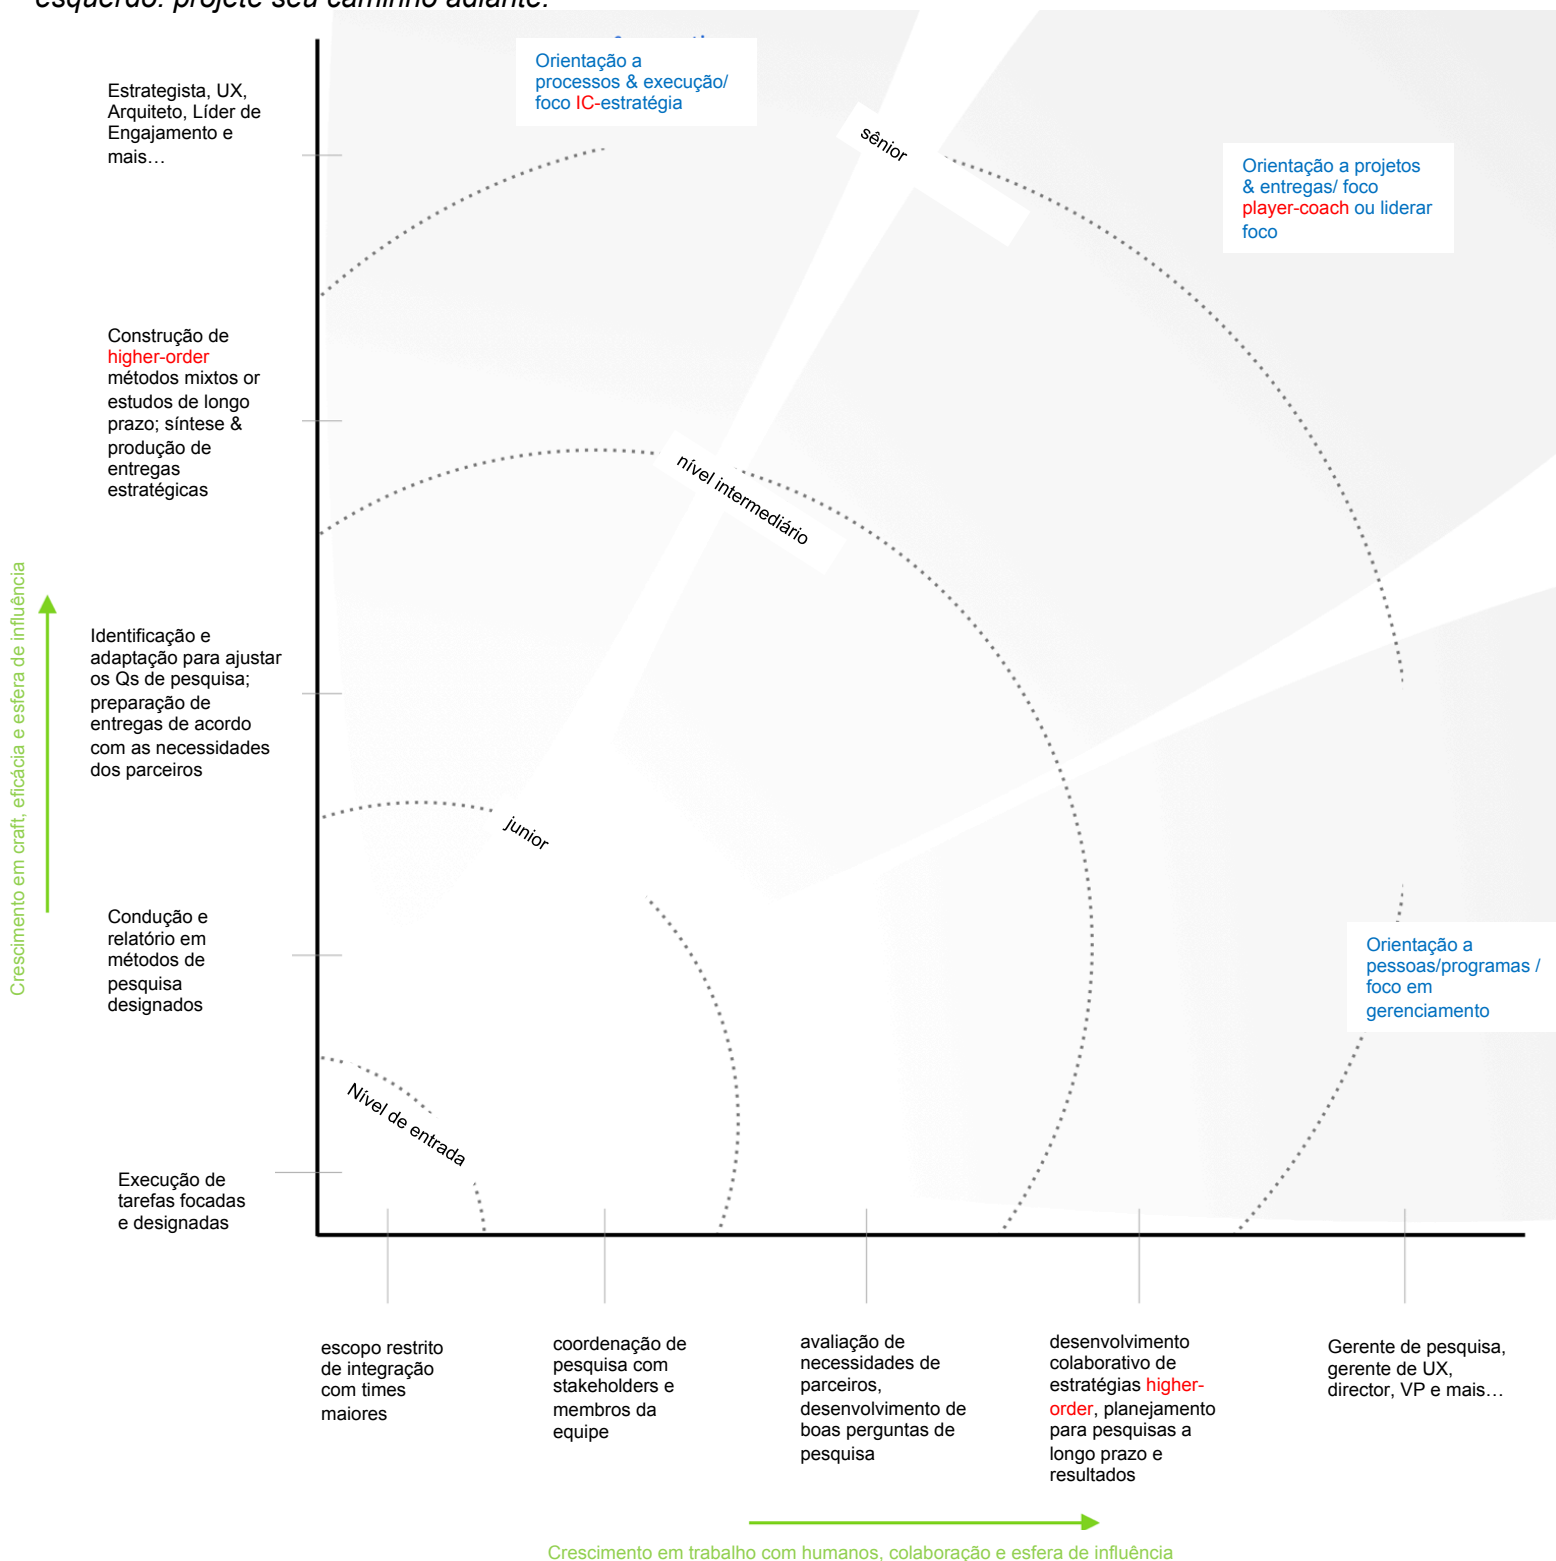 esquerdo: projete seu caminho adiante.
Orientação a
processos & execução/
foco IC-estratégia
Estrategista, UX,
Arquiteto, Líder de
Engajamento e
mais…
sênior
Orientação a projetos
& entregas/ foco
player-coach ou liderar
foco
Construção de
higher-order
métodos mixtos or
estudos de longo
prazo; síntese &
produção de
entregas
estratégicas
nível intermediário
Crescimento em craft, eficácia e esfera de influência
Identificação e
adaptação para ajustar
os Qs de pesquisa;
preparação de
entregas de acordo
com as necessidades
dos parceiros
junior
Condução e
relatório em
métodos de
pesquisa
designados
Orientação a
pessoas/programas /
foco em
gerenciamento
Nível de entrada
Execução de
tarefas focadas
e designadas
escopo restrito
de integração
com times
maiores
coordenação de
pesquisa com
stakeholders e
membros da
equipe
avaliação de
necessidades de
parceiros,
desenvolvimento de
boas perguntas de
pesquisa
desenvolvimento
colaborativo de
estratégias higher-
order, planejamento
para pesquisas a
longo prazo e
resultados
Gerente de pesquisa,
gerente de UX,
director, VP e mais…
Crescimento em trabalho com humanos, colaboração e esfera de influência